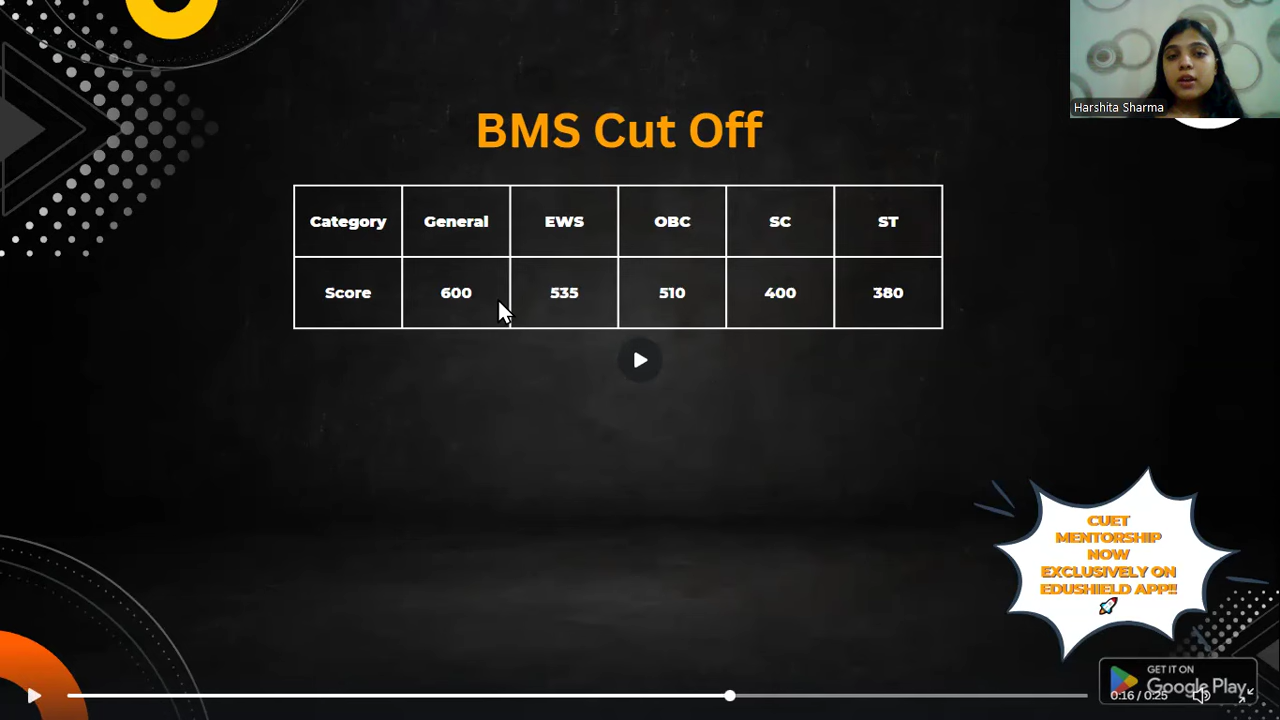 Harshita Sharma
BMS Cut Off
Category General EWS OBC SC ST
Score 600 535 510 400 380
CUET
MENTORSHIP
NOW
EXCLUSIVELY ON
EDUSHIELD APP!!
GET IT ON
Google Play
0:16 / 0:25